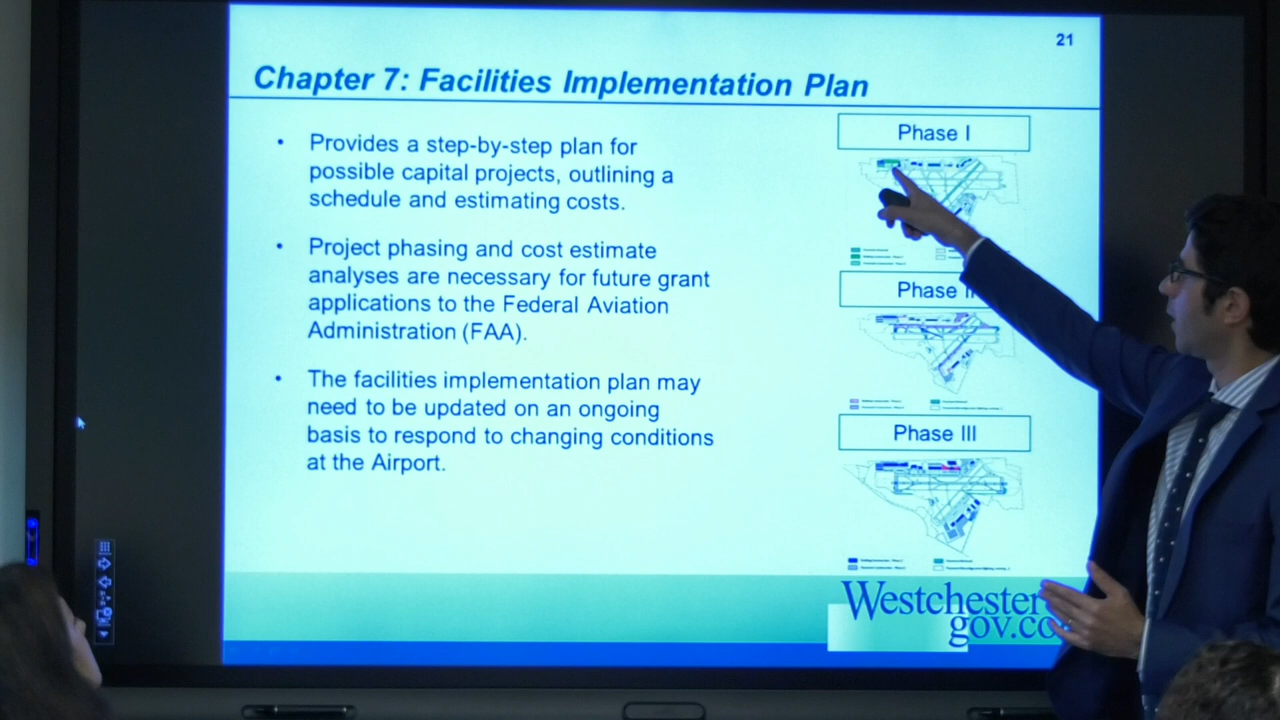 21
Chapter 7: Facilities Implementation Plan
• Provides a step-by-step plan for
possible capital projects, outlining a
schedule and estimating costs.
• Project phasing and cost estimate
analyses are necessary for future grant
applications to the Federal Aviation
Administration (FAA).
• The facilities implementation plan may
need to be updated on an ongoing
basis to respond to changing conditions
at the Airport.
Phase I
Phase II
Phase III
Westchester
gov.co